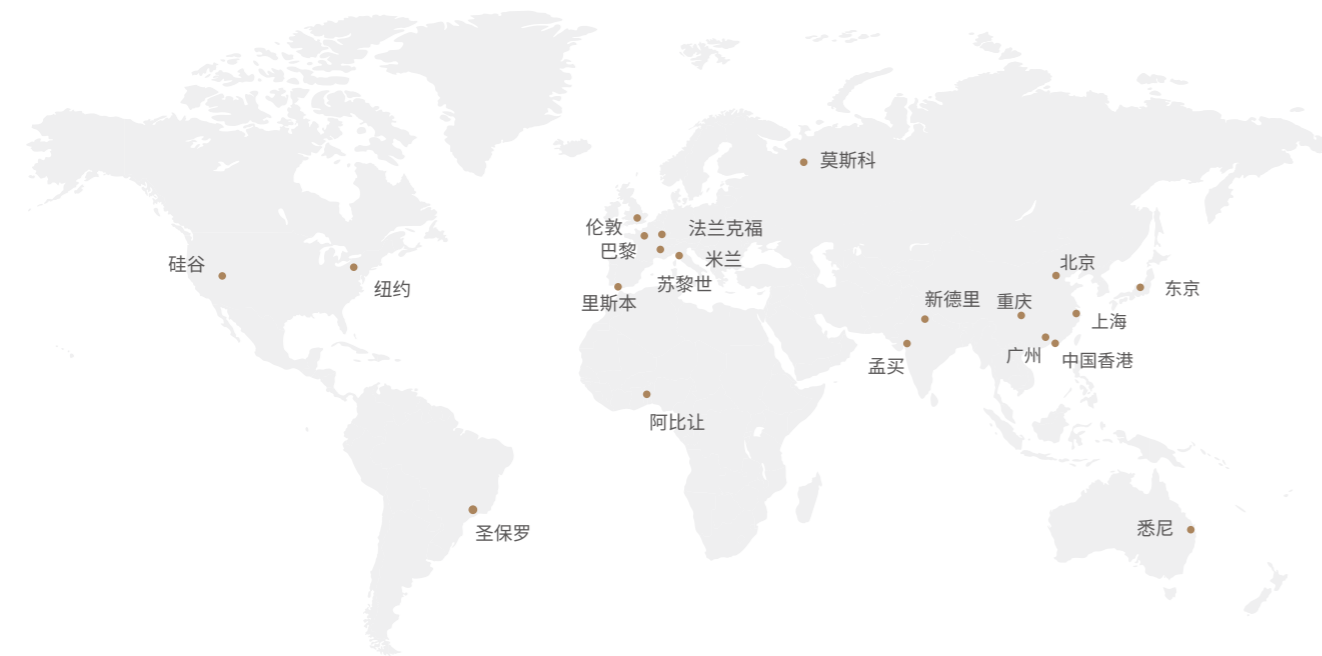 莫斯科
伦敦
法兰克福
巴黎
米兰
硅谷
北京
苏黎世
纽约
东京
里斯本
新德里
重庆
上海
广州
中国香港
孟买
阿比让
悉尼
圣保罗